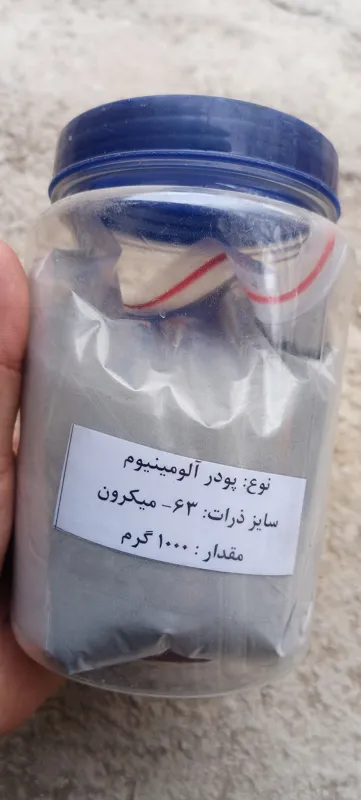 نوع: پودر آلومینیوم
سایز ذرات: ۶۳- میکرون
مقدار : ۱۰۰۰ گرم